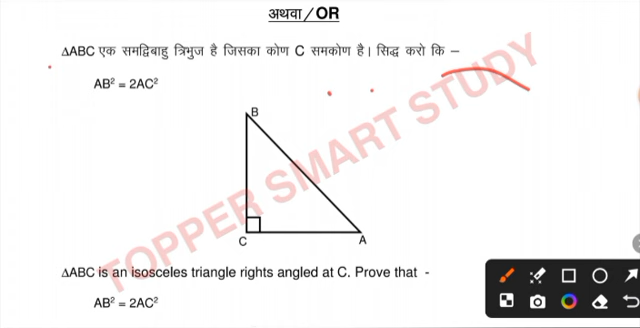 अथवा / OR
ΔABC एक समद्विबाहु त्रिभुज है जिसका कोण C समकोण है। सिद्ध करो कि –
AB² = 2AC²
B
C
A
TOPPER SMART STUDY
ΔABC is an isosceles triangle rights angled at C. Prove that -
AB² = 2AC²